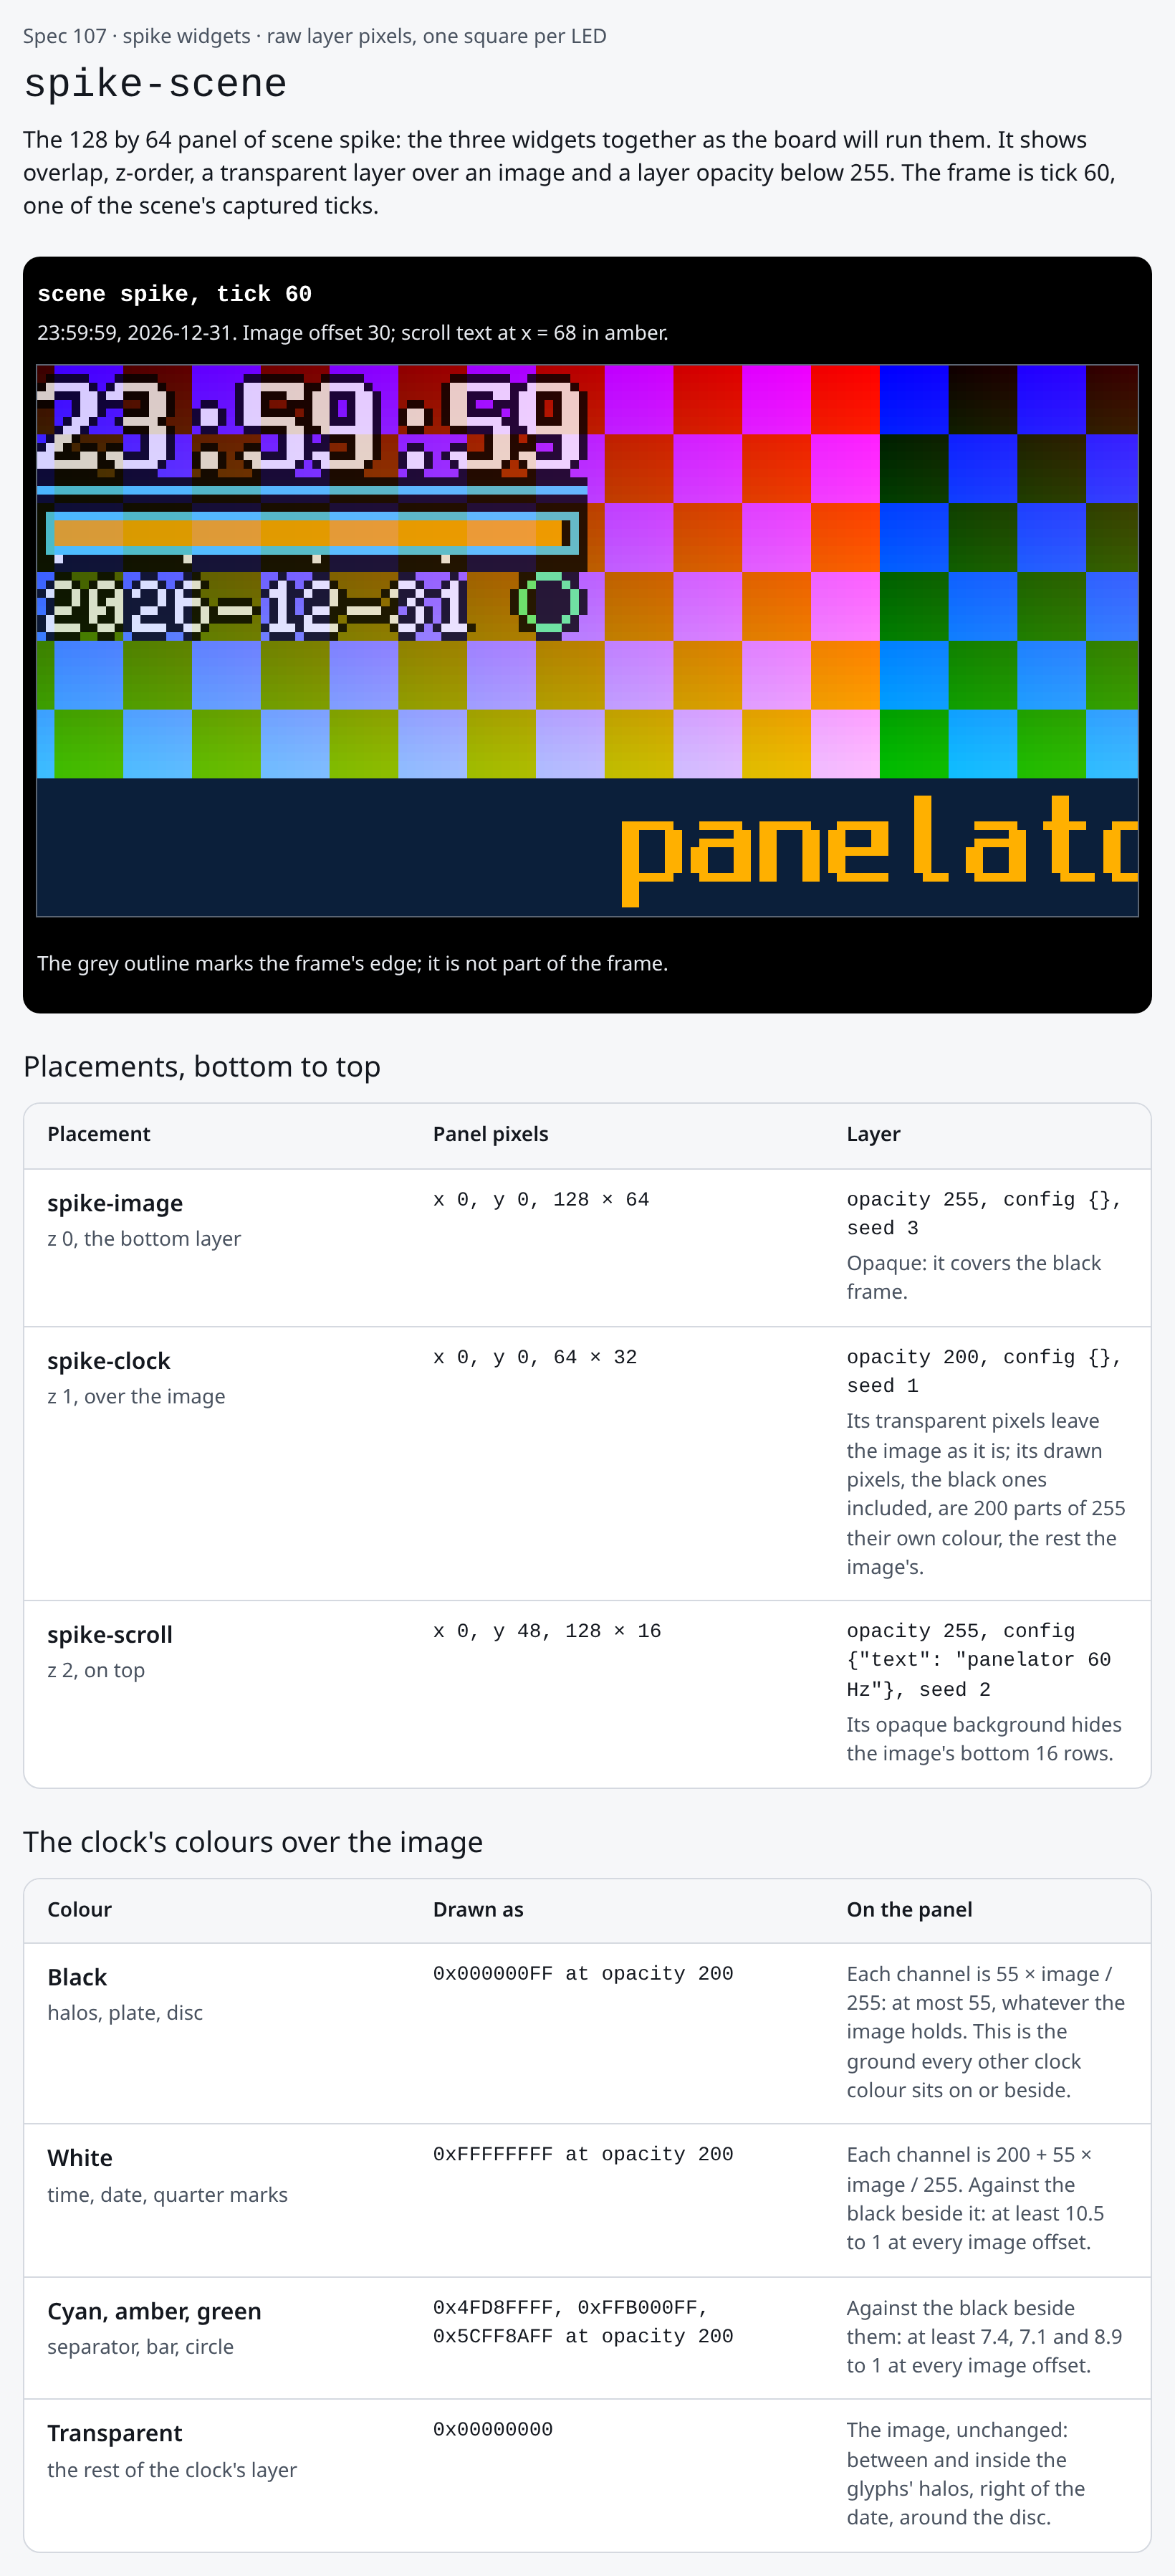 Spec 107 · spike widgets · raw layer pixels, one square per LED
spike-scene
The 128 by 64 panel of scene spike: the three widgets together as the board will run them. It shows
overlap, z-order, a transparent layer over an image and a layer opacity below 255. The frame is tick 60,
one of the scene's captured ticks.
scene spike, tick 60
23:59:59, 2026-12-31. Image offset 30; scroll text at x = 68 in amber.
23:59:59
2026-12-31
panelato
The grey outline marks the frame's edge; it is not part of the frame.
Placements, bottom to top
Placement Panel pixels Layer
spike-image x 0, y 0, 128 × 64 opacity 255, config {},
z 0, the bottom layer seed 3
Opaque: it covers the black
frame.
spike-clock x 0, y 0, 64 × 32 opacity 200, config {},
z 1, over the image seed 1
Its transparent pixels leave
the image as it is; its drawn
pixels, the black ones
included, are 200 parts of 255
their own colour, the rest the
image's.
spike-scroll x 0, y 48, 128 × 16 opacity 255, config
z 2, on top {"text": "panelator 60
Hz"}, seed 2
Its opaque background hides
the image's bottom 16 rows.
The clock's colours over the image
Colour Drawn as On the panel
Black 0x000000FF at opacity 200 Each channel is 55 × image /
halos, plate, disc 255: at most 55, whatever the
image holds. This is the
ground every other clock
colour sits on or beside.
White 0xFFFFFFFF at opacity 200 Each channel is 200 + 55 ×
time, date, quarter marks image / 255. Against the
black beside it: at least 10.5
to 1 at every image offset.
Cyan, amber, green 0x4FD8FFFF, 0xFFB000FF, Against the black beside
separator, bar, circle 0x5CFF8AFF at opacity 200 them: at least 7.4, 7.1 and 8.9
to 1 at every image offset.
Transparent 0x00000000 The image, unchanged:
the rest of the clock's layer between and inside the
glyphs' halos, right of the
date, around the disc.